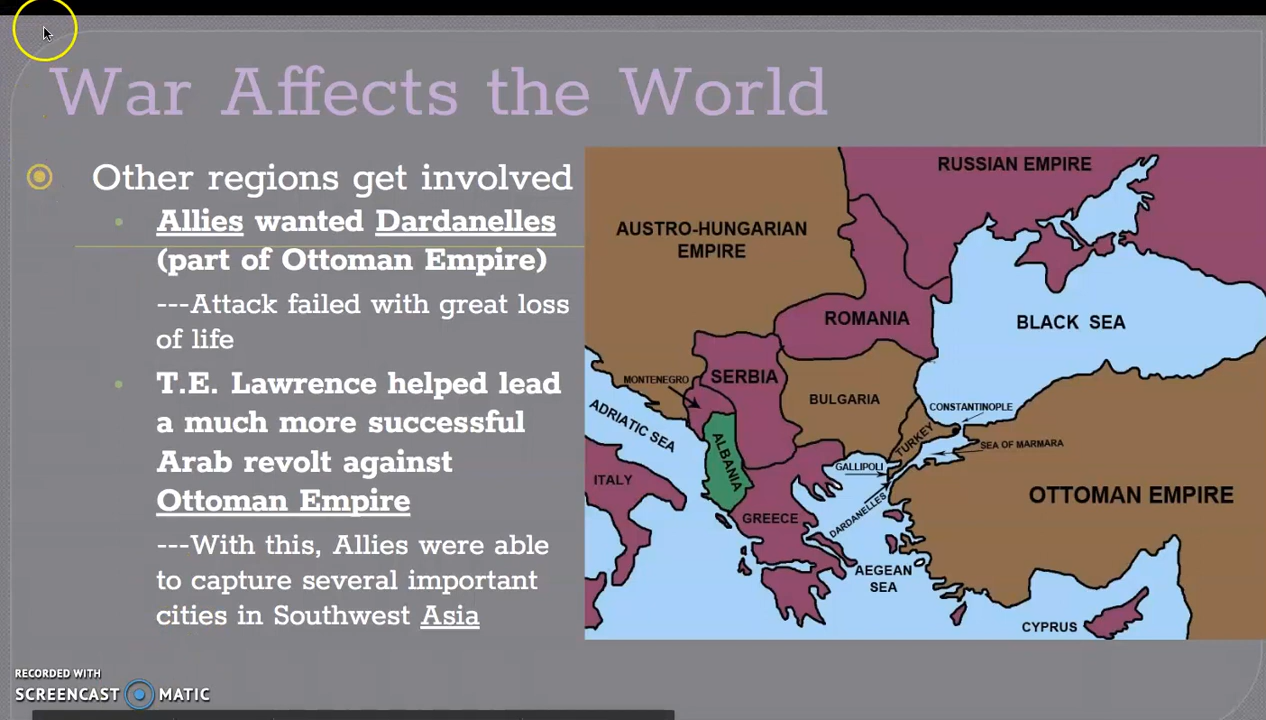 War Affects the World
Other regions get involved
Allies wanted Dardanelles
(part of Ottoman Empire)
---Attack failed with great loss
of life
T.E. Lawrence helped lead
a much more successful
Arab revolt against
Ottoman Empire
---With this, Allies were able
to capture several important
cities in Southwest Asia
RUSSIAN EMPIRE
AUSTRO-HUNGARIAN
EMPIRE
ROMANIA
BLACK SEA
MONTENEGRO
SERBIA
BULGARIA
CONSTANTINOPLE
ADRIATIC SEA
ALBANIA
TURKEY
SEA OF MARMARA
ITALY
GALLIPOLI
OTTOMAN EMPIRE
GREECE
DARDANELLES
AEGEAN
SEA
CYPRUS
RECORDED WITH
SCREENCAST MATIC